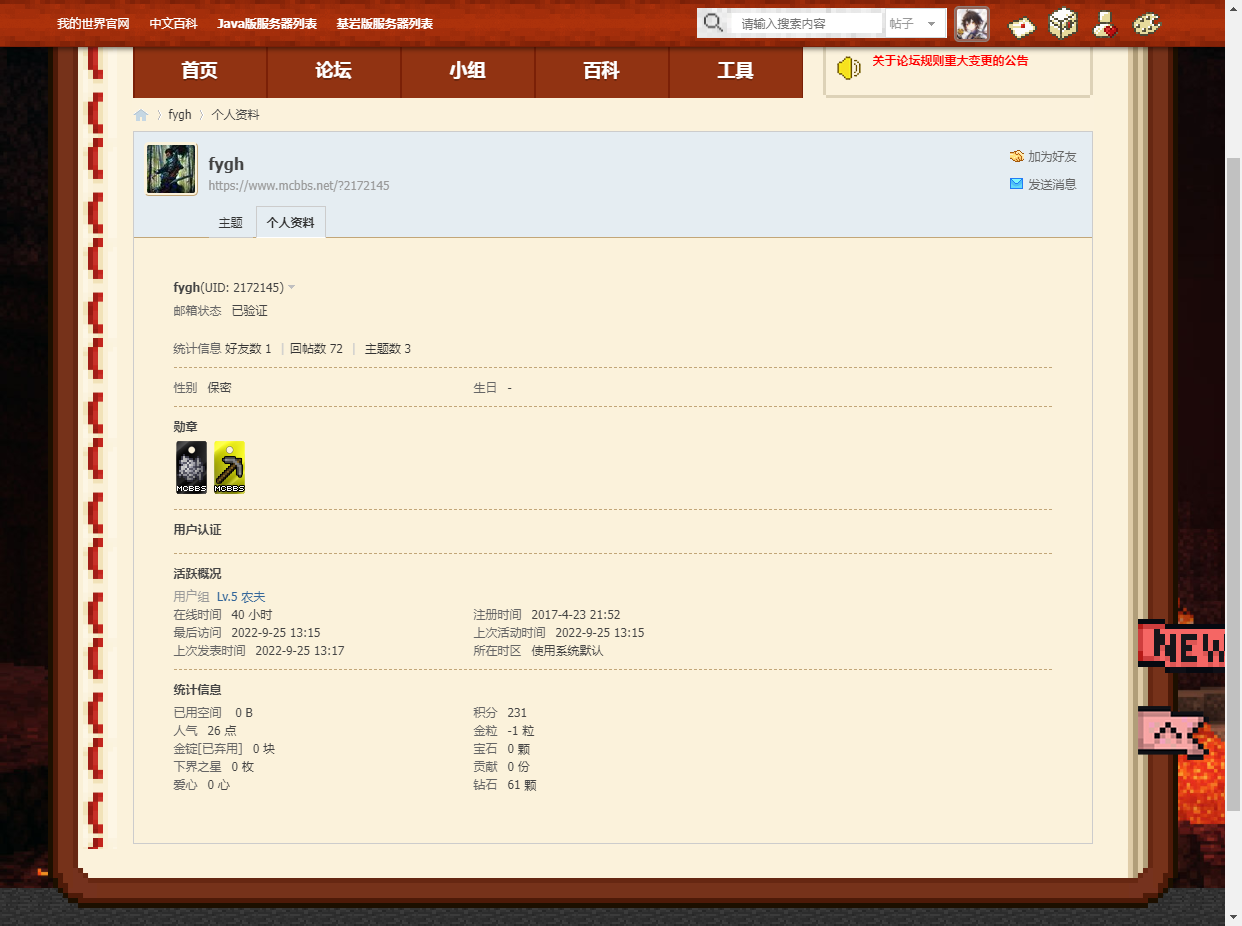 我的世界官网 中文百科 Java版服务器列表 基岩版服务器列表 请输入搜索内容 帖子
首页 论坛 小组 百科 工具
关于论坛规则重大变更的公告
fygh 个人资料
fygh
https://www.mcbbs.net/?2172145
加为好友
发送消息
主题 个人资料
fygh(UID: 2172145)
邮箱状态 已验证
统计信息 好友数 1 | 回帖数 72 | 主题数 3
性别 保密 生日 -
勋章
MCBBS MCBBS
用户认证
活跃概况
用户组 Lv.5 农夫
在线时间 40 小时 注册时间 2017-4-23 21:52
最后访问 2022-9-25 13:15 上次活动时间 2022-9-25 13:15
上次发表时间 2022-9-25 13:17 所在时区 使用系统默认
NEW
统计信息
已用空间 0 B 积分 231
人气 26 点 金粒 -1 粒
金锭[已弃用] 0 块 宝石 0 颗
下界之星 0 枚 贡献 0 份
爱心 0 心 钻石 61 颗